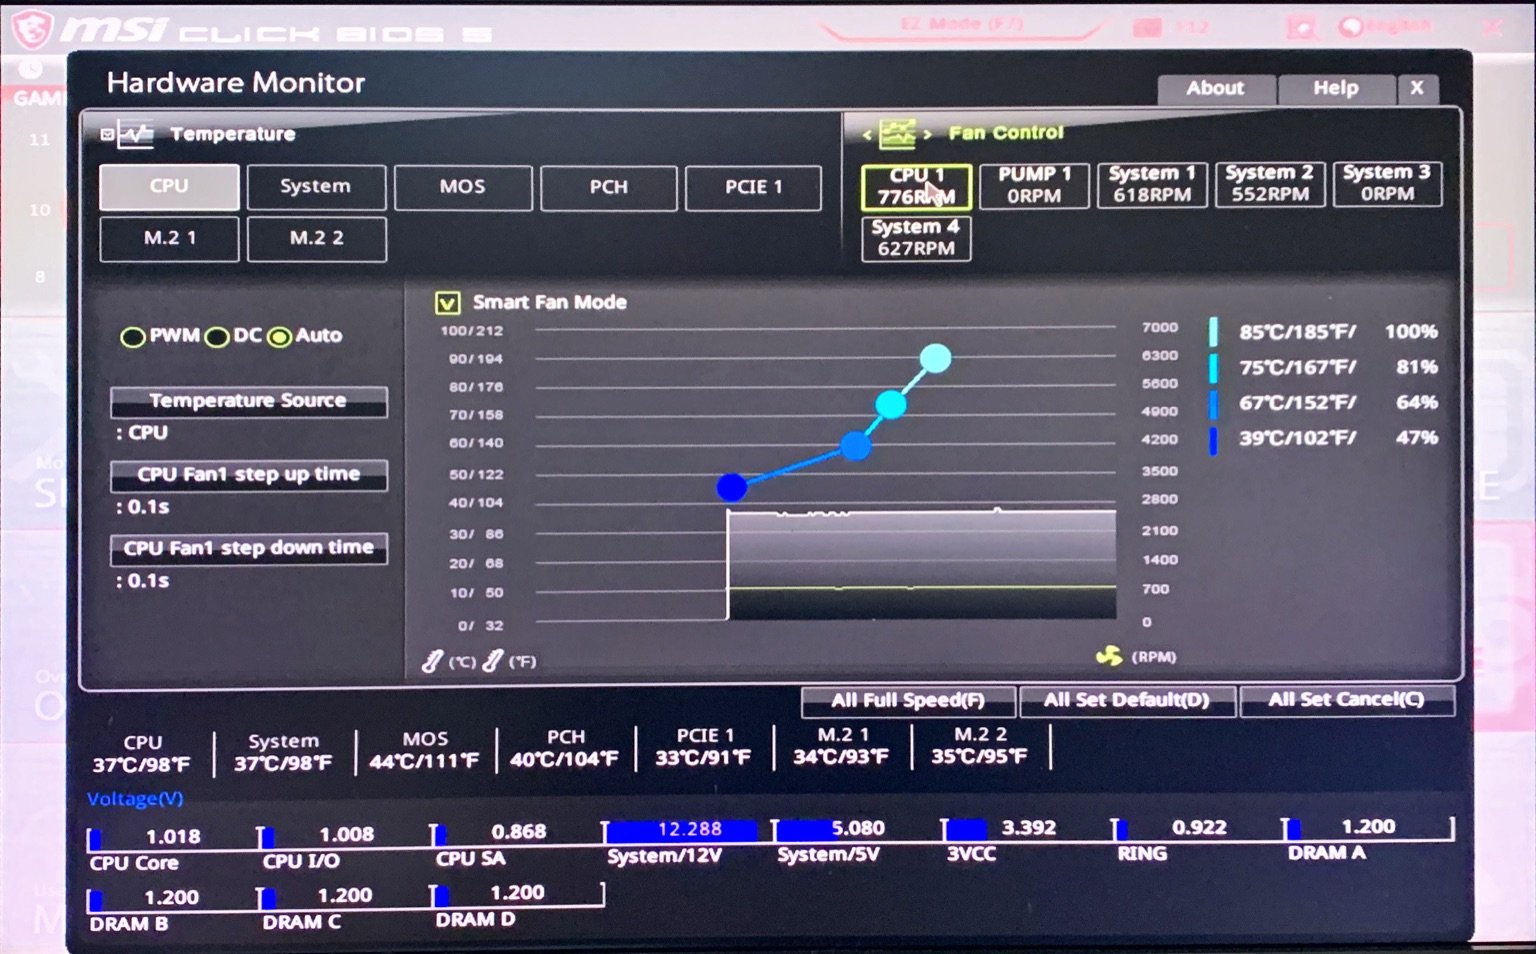 msi CLICK BIOS 5
EZ Mode (F7)
F12
English
X
Hardware Monitor
About
Help
X
GAM
11
10
8
Temperature
CPU
System
MOS
PCH
PCIE 1
M.2 1
M.2 2
< > Fan Control
CPU 1
776RPM
PUMP 1
0RPM
System 1
618RPM
System 2
552RPM
System 3
0RPM
System 4
627RPM
PWM DC Auto
Temperature Source
: CPU
CPU Fan1 step up time
: 0.1s
CPU Fan1 step down time
: 0.1s
Smart Fan Mode
100/212
90/194
80/176
70/158
60/140
50/122
40/104
30/ 86
20/ 68
10/ 50
0/ 32
(℃) (℉)
7000
6300
5600
4900
4200
3500
2800
2100
1400
700
0
(RPM)
85℃/185℉/ 100%
75℃/167℉/ 81%
67℃/152℉/ 64%
39℃/102℉/ 47%
All Full Speed(F)
All Set Default(D)
All Set Cancel(C)
CPU
37℃/98℉
System
37℃/98℉
MOS
44℃/111℉
PCH
40℃/104℉
PCIE 1
33℃/91℉
M.2 1
34℃/93℉
M.2 2
35℃/95℉
Voltage(V)
1.018
CPU Core
1.008
CPU I/O
0.868
CPU SA
12.288
System/12V
5.080
System/5V
3.392
3VCC
0.922
RING
1.200
DRAM A
1.200
DRAM B
1.200
DRAM C
1.200
DRAM D